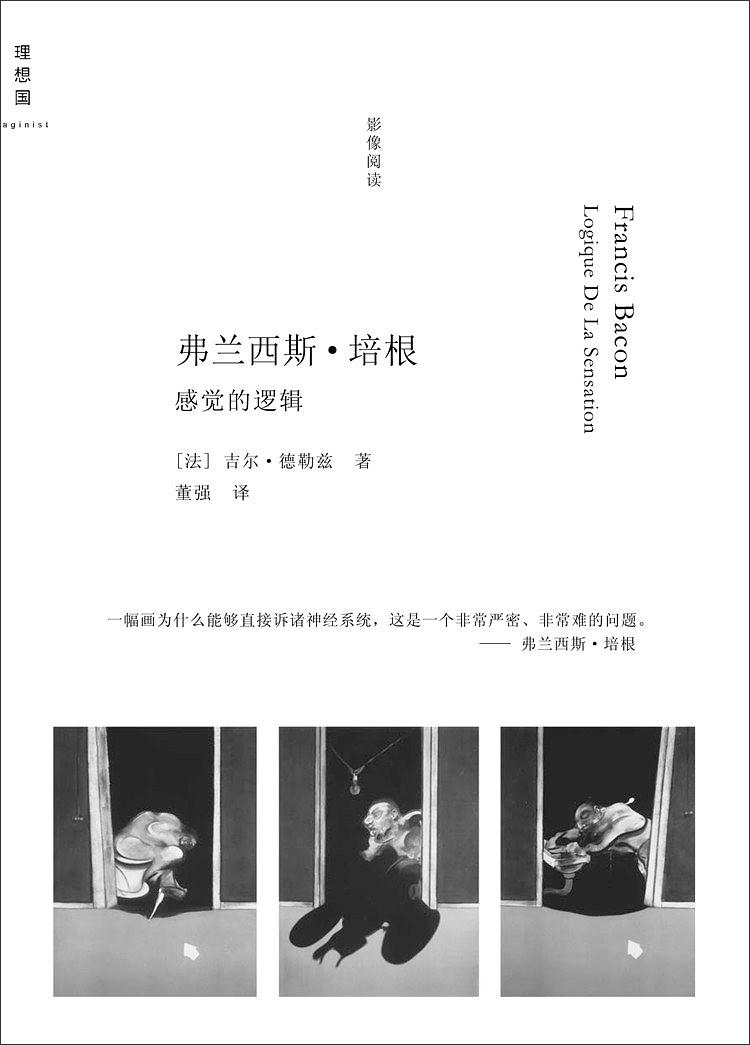 理想国
aginist
影像阅读
Francis Bacon
Logique De La Sensation
弗兰西斯•培根
感觉的逻辑
[法] 吉尔•德勒兹 著
董强 译
一幅画为什么能够直接诉诸神经系统，这是一个非常严密、非常难的问题。
—— 弗兰西斯•培根